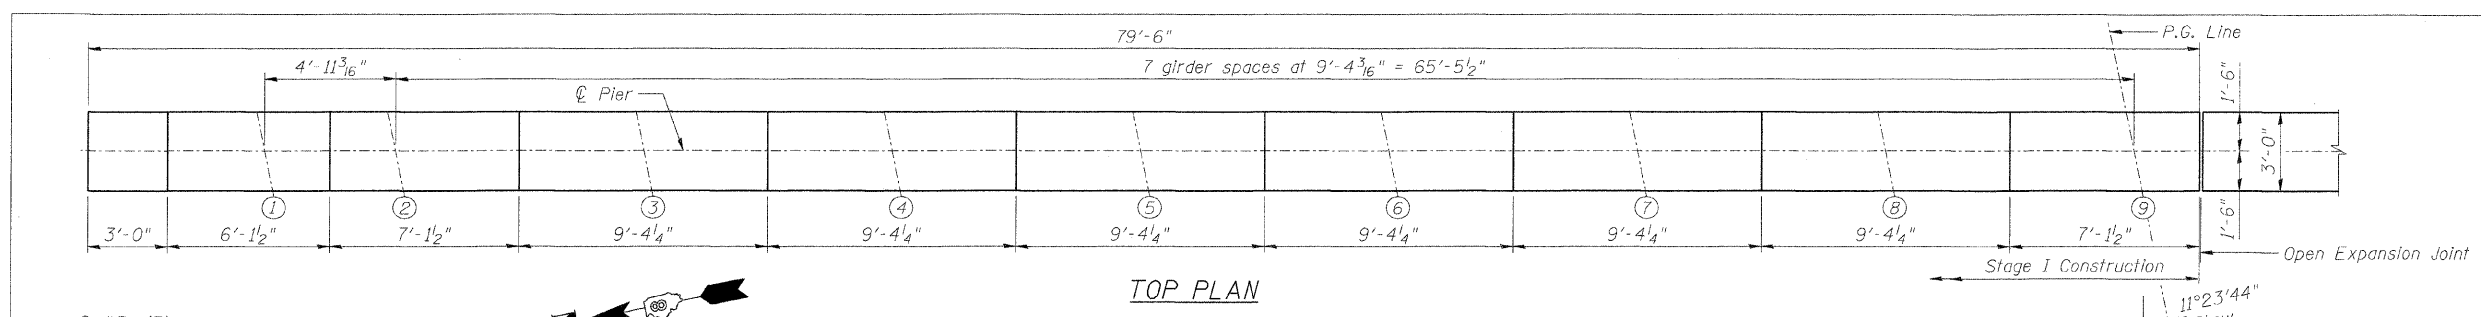 79'-6"
P.G. Line
4'-11 3/16"
7 girder spaces at 9'-4 3/16" = 65'-5 1/2"
1'-6"
℄ Pier
3'-0"
1 2 3 4 5 6 7 8 9
3'-0" 6'-1 1/2" 7'-1 1/2" 9'-4 1/4" 9'-4 1/4" 9'-4 1/4" 9'-4 1/4" 9'-4 1/4" 9'-4 1/4" 7'-1 1/2"
1'-6"
Open Expansion Joint
Stage I Construction
TOP PLAN
11°23'44"